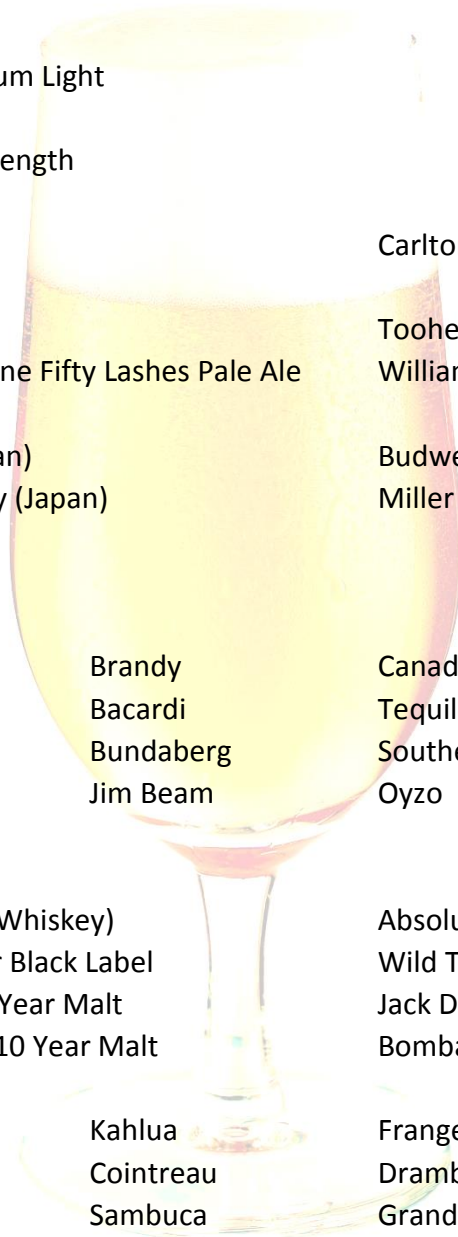 um Light
ength
Carlto
Toohe
ne Fifty Lashes Pale Ale Willian
an) Budwe
y (Japan) Miller
Brandy Canad
Bacardi Tequil
Bundaberg Southe
Jim Beam Oyzo
Whiskey) Absolu
r Black Label Wild T
Year Malt Jack D
10 Year Malt Bomba
Kahlua Frange
Cointreau Dramb
Sambuca Grand